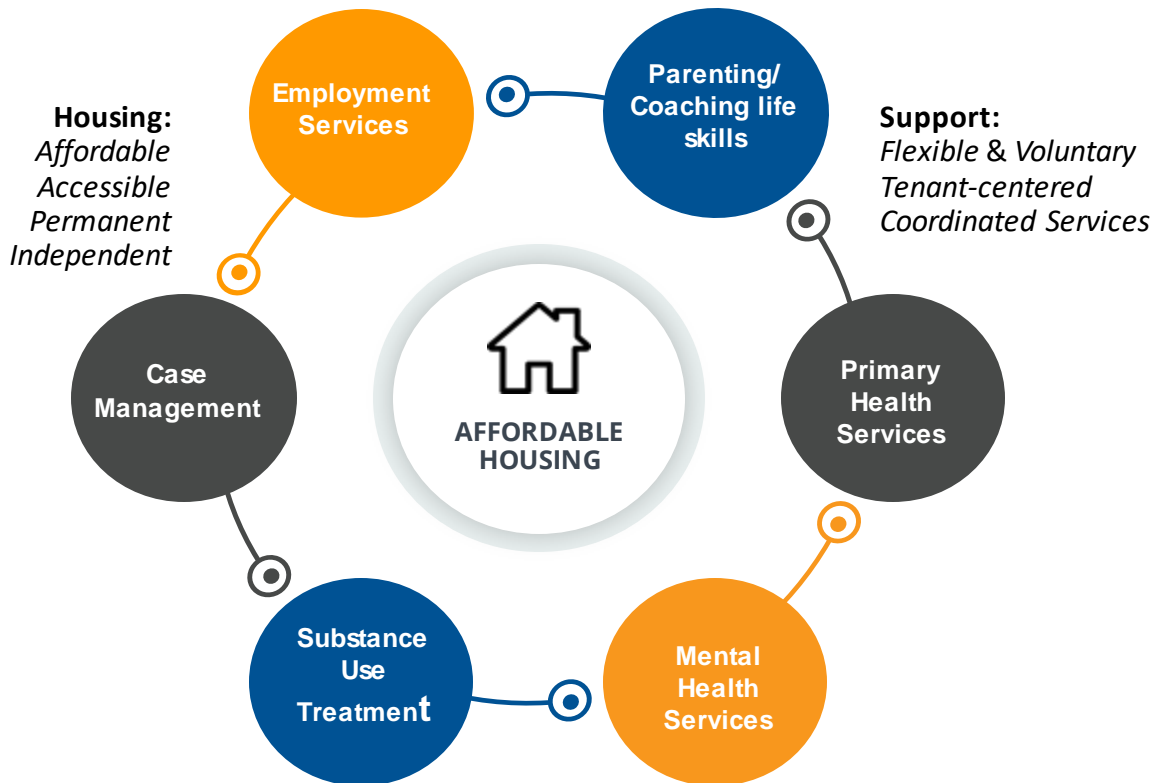 Employment
Services
Parenting/
Coaching life
skills
Housing:
Affordable
Accessible
Permanent
Independent
Support:
Flexible & Voluntary
Tenant-centered
Coordinated Services
Case
Management
AFFORDABLE
HOUSING
Primary
Health
Services
Substance
Use
Treatment
Mental
Health
Services